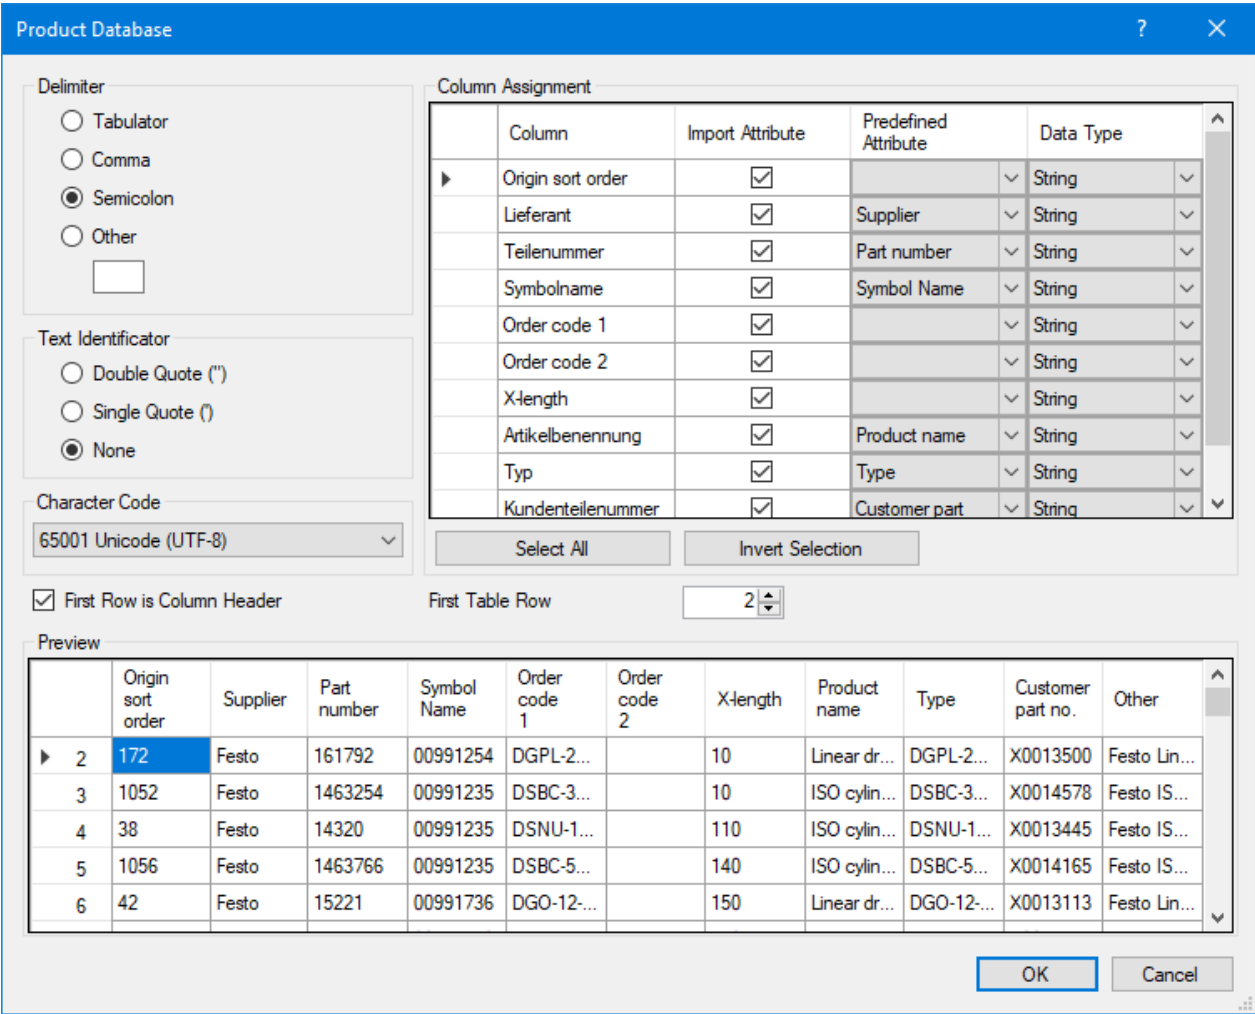 Product Database ?
Delimiter
Tabulator
Comma
Semicolon
Other
Text Identificator
Double Quote (")
Single Quote (')
None
Character Code
65001 Unicode (UTF-8)
Column Assignment
Column Import Attribute Predefined Attribute Data Type
Origin sort order String
Lieferant Supplier String
Teilenummer Part number String
Symbolname Symbol Name String
Order code 1 String
Order code 2 String
X-length String
Artikelbenennung Product name String
Typ Type String
Kundenteilenummer Customer part String
Select All Invert Selection
First Row is Column Header First Table Row 2
Preview
Origin sort order Supplier Part number Symbol Name Order code 1 Order code 2 X-length Product name Type Customer part no. Other
2 172 Festo 161792 00991254 DGPL-2... 10 Linear dr... DGPL-2... X0013500 Festo Lin...
3 1052 Festo 1463254 00991235 DSBC-3... 10 ISO cylin... DSBC-3... X0014578 Festo IS...
4 38 Festo 14320 00991235 DSNU-1... 110 ISO cylin... DSNU-1... X0013445 Festo IS...
5 1056 Festo 1463766 00991235 DSBC-5... 140 ISO cylin... DSBC-5... X0014165 Festo IS...
6 42 Festo 15221 00991736 DGO-12-... 150 Linear dr... DGO-12-... X0013113 Festo Lin...
OK Cancel